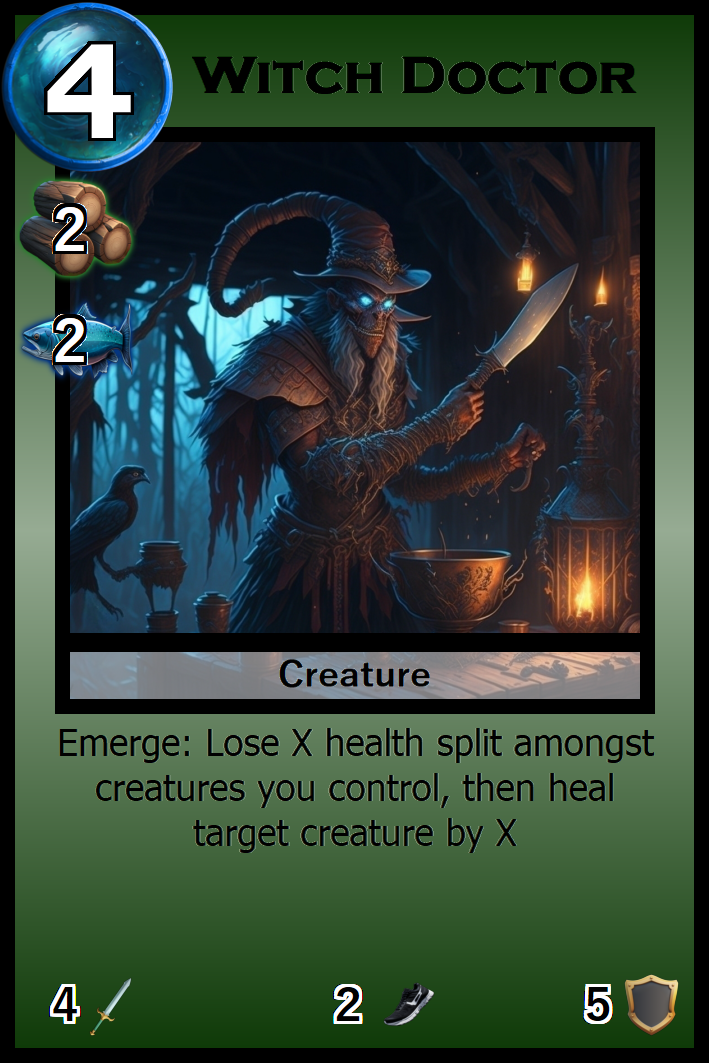 4
Witch Doctor
2
2
Creature
Emerge: Lose X health split amongst
creatures you control, then heal
target creature by X
4
2
5